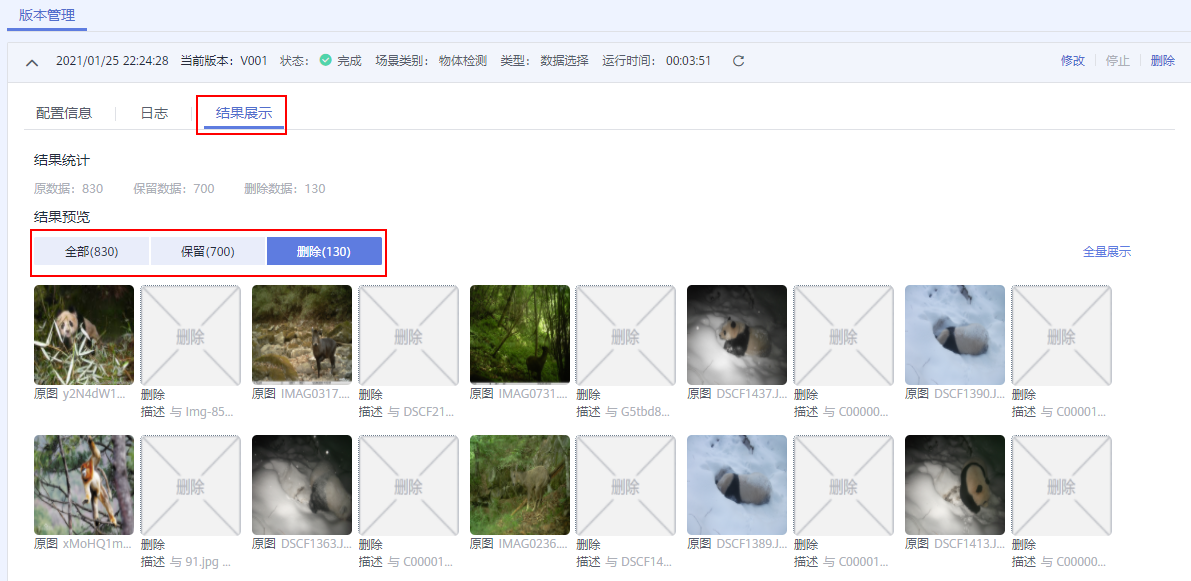 版本管理
2021/01/25 22:24:28 当前版本： V001 状态： 完成 场景类别： 物体检测 类型： 数据选择 运行时间： 00:03:51 修改 停止 删除
配置信息 日志 结果展示
结果统计
原数据： 830 保留数据： 700 删除数据： 130
结果预览
全部(830) 保留(700) 删除(130) 全量展示
删除 删除 删除 删除 删除
原图 y2N4dW1... 删除 原图 IMAG0317.... 删除 原图 IMAG0731.... 删除 原图 DSCF1437.J... 删除 原图 DSCF1390.J... 删除
描述 与 Img-85... 描述 与 DSCF21... 描述 与 G5tbd8... 描述 与 C00000... 描述 与 C00001...
删除 删除 删除 删除 删除
原图 xMoHQ1m... 删除 原图 DSCF1363.J... 删除 原图 IMAG0236.... 删除 原图 DSCF1389.J... 删除 原图 DSCF1413.J... 删除
描述 与 91.jpg ... 描述 与 C00001... 描述 与 DSCF14... 描述 与 C00001... 描述 与 C00000...